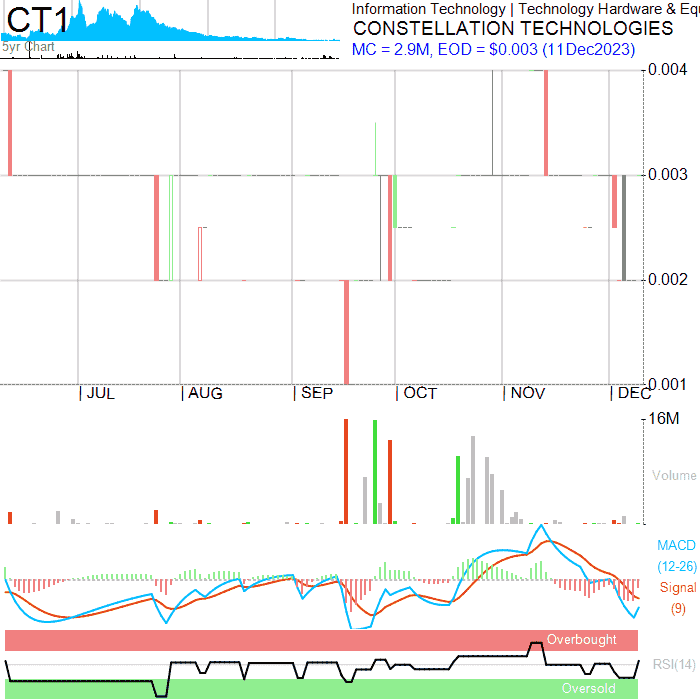 CT1
5yr Chart
Information Technology | Technology Hardware & Equ
CONSTELLATION TECHNOLOGIES
MC = 2.9M, EOD = $0.003 (11Dec2023)
0.004
0.003
0.002
0.001
| JUL | AUG | SEP | OCT | NOV | DEC
16M
Volume
MACD
(12-26)
Signal
(9)
Overbought
RSI(14)
Oversold